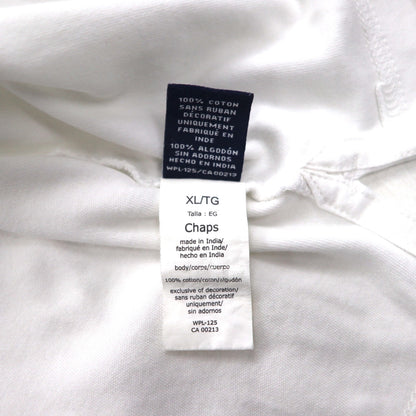 100% COTON
SANS RUBAN
DÉCORATIF
UNIQUEMENT
FABRIQUÉ EN
INDE
100% ALGODÓN
SIN ADORNOS
HECHO EN INDIA
WPL-125/CA 00213
XL/TG
Talla : EG
Chaps
made in India/
fabriqué en Inde/
hecho en India
body/corps/cuerpo
100% cotton/coton/algodón
exclusive of decoration/
sans ruban décoratif
uniquement/
sin adornos
WPL-125
CA 00213